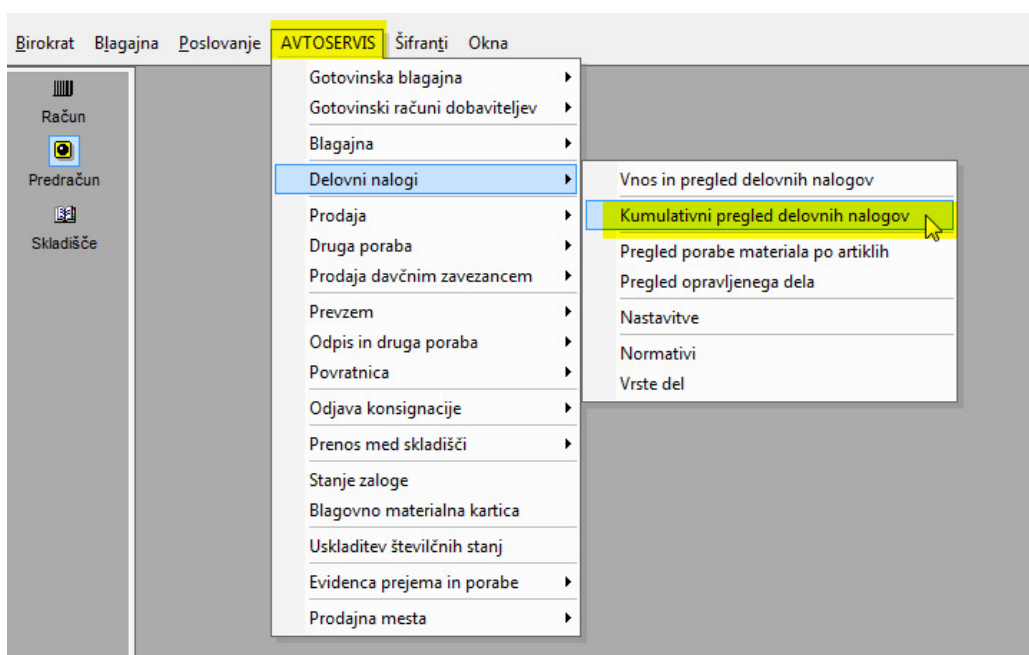 Birokrat Blagajna Poslovanje AVTOSERVIS Šifranti Okna
Račun
Predračun
Skladišče
Gotovinska blagajna
Gotovinski računi dobaviteljev
Blagajna
Delovni nalogi
Prodaja
Druga poraba
Prodaja davčnim zavezancem
Prevzem
Odpis in druga poraba
Povratnica
Odjava konsignacije
Prenos med skladišči
Stanje zaloge
Blagovno materialna kartica
Uskladitev številčnih stanj
Evidenca prejema in porabe
Prodajna mesta
Vnos in pregled delovnih nalogov
Kumulativni pregled delovnih nalogov
Pregled porabe materiala po artiklih
Pregled opravljenega dela
Nastavitve
Normativi
Vrste del